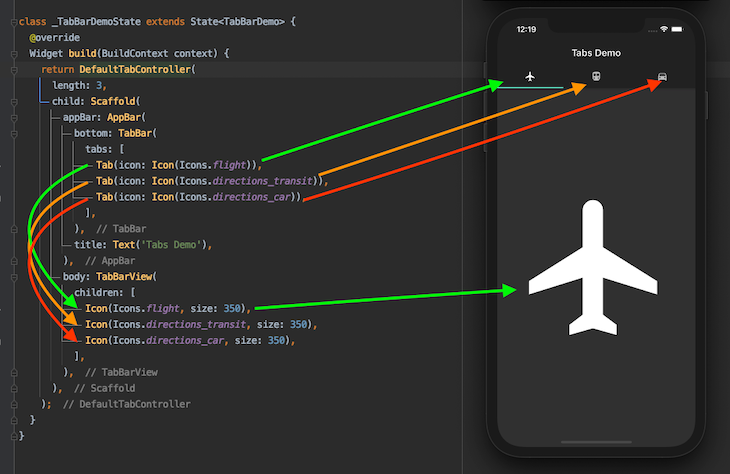 class _TabBarDemoState extends State<TabBarDemo> {
@override
Widget build(BuildContext context) {
return DefaultTabController(
length: 3,
child: Scaffold(
appBar: AppBar(
bottom: TabBar(
tabs: [
Tab(icon: Icon(Icons.flight)),
Tab(icon: Icon(Icons.directions_transit)),
Tab(icon: Icon(Icons.directions_car)),
],
), // TabBar
title: Text('Tabs Demo'),
), // AppBar
body: TabBarView(
children: [
Icon(Icons.flight, size: 350),
Icon(Icons.directions_transit, size: 350),
Icon(Icons.directions_car, size: 350),
],
), // TabBarView
), // Scaffold
); // DefaultTabController
}
}
12:19
Tabs Demo